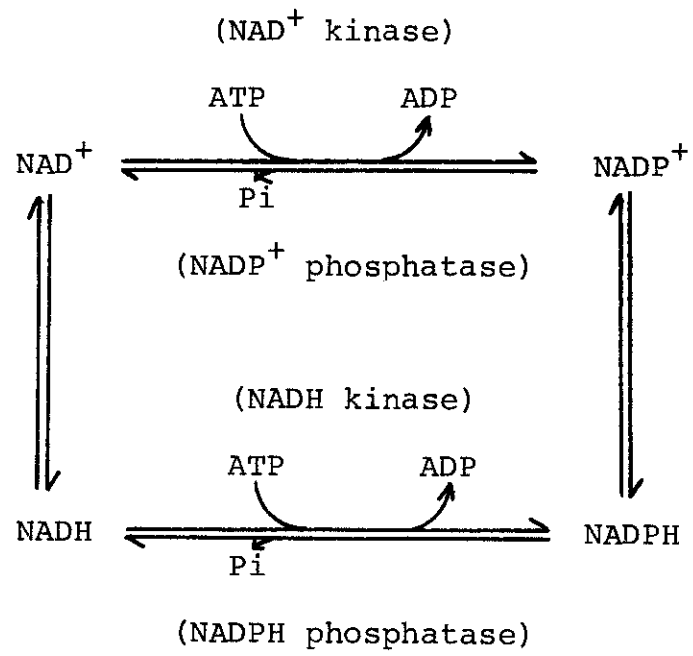 (NAD⁺ kinase)
ATP ADP
NAD⁺ NADP⁺
Pi
(NADP⁺ phosphatase)
(NADH kinase)
ATP ADP
NADH NADPH
Pi
(NADPH phosphatase)